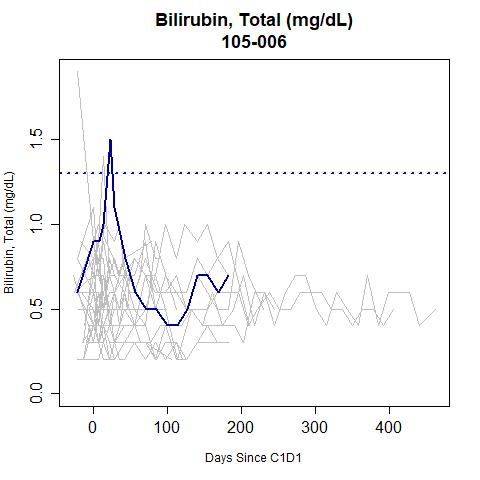 Bilirubin, Total (mg/dL)
105-006
Bilirubin, Total (mg/dL)
1.5
1.0
0.5
0.0
0 100 200 300 400
Days Since C1D1